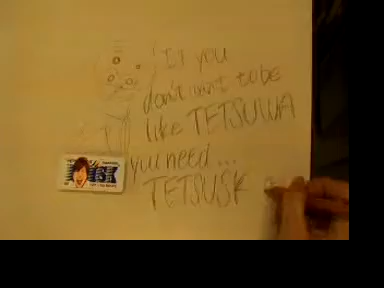 If you
don't want to be
like TETSUWA
you need...
TETSUSK